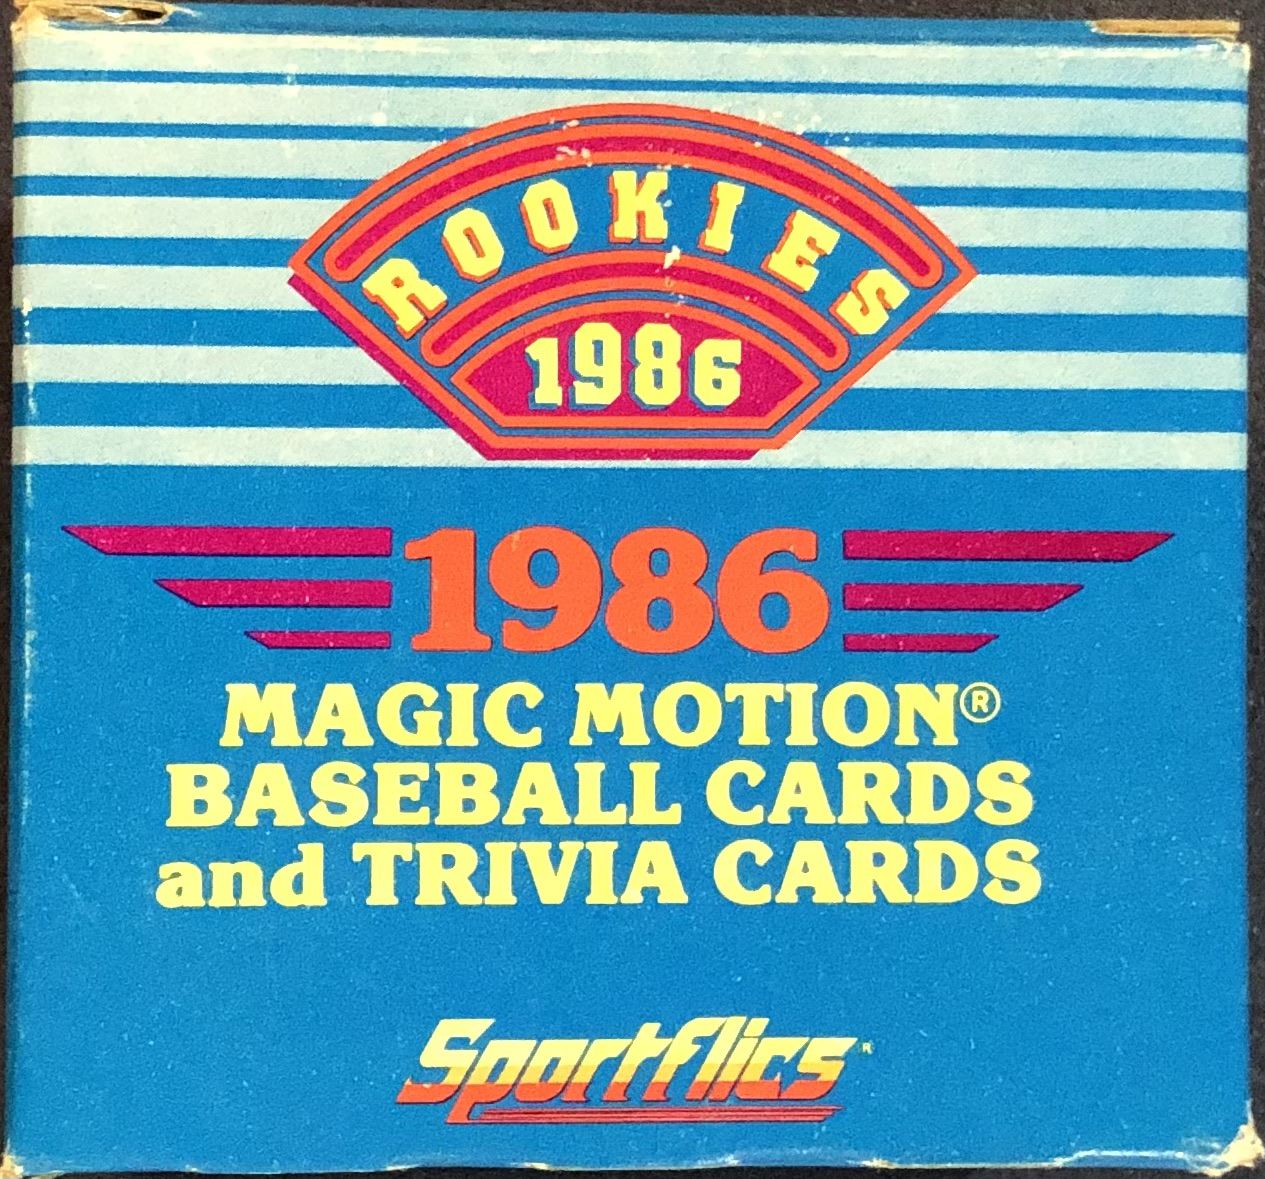 ROOKIES
1986
1986
MAGIC MOTION®
BASEBALL CARDS
and TRIVIA CARDS
Sportflics®